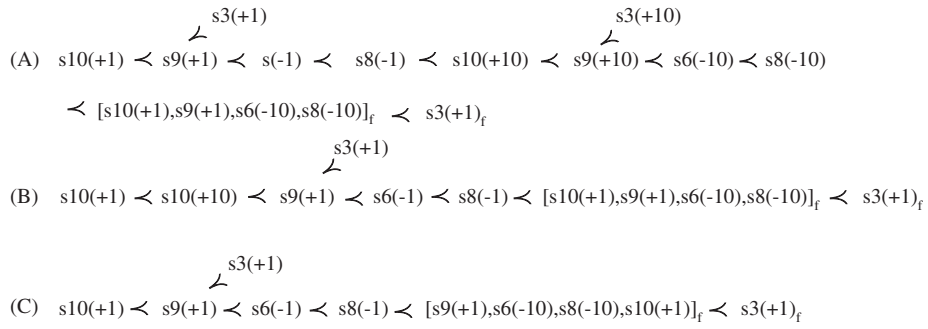 s3(+1) s3(+10)
(A) s10(+1) ≺ s9(+1) ≺ s(-1) ≺ s8(-1) ≺ s10(+10) ≺ s9(+10) ≺ s6(-10) ≺ s8(-10)
≺ [s10(+1),s9(+1),s6(-10),s8(-10)]f ≺ s3(+1)f
s3(+1)
(B) s10(+1) ≺ s10(+10) ≺ s9(+1) ≺ s6(-1) ≺ s8(-1) ≺ [s10(+1),s9(+1),s6(-10),s8(-10)]f ≺ s3(+1)f
s3(+1)
(C) s10(+1) ≺ s9(+1) ≺ s6(-1) ≺ s8(-1) ≺ [s9(+1),s6(-10),s8(-10),s10(+1)]f ≺ s3(+1)f